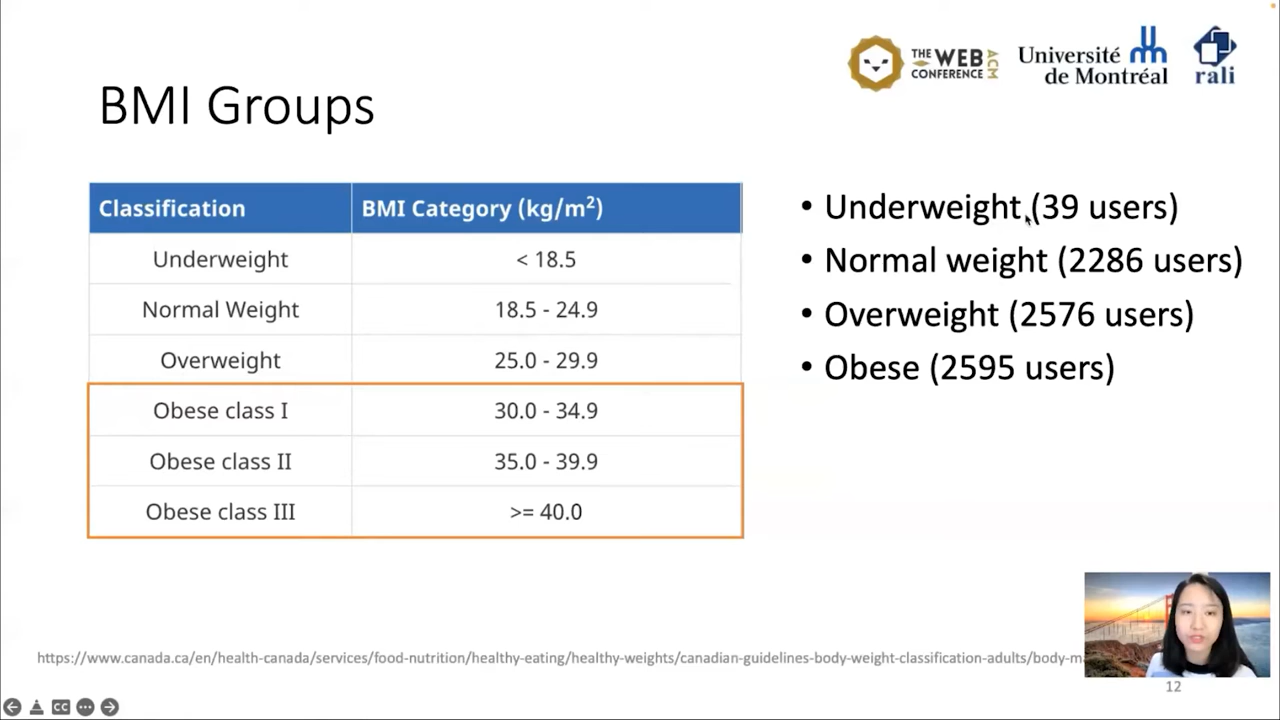 THE WEB
CONFERENCE
ACM
Université
de Montréal
rali
BMI Groups
Classification BMI Category (kg/m²)
Underweight < 18.5
Normal Weight 18.5 - 24.9
Overweight 25.0 - 29.9
Obese class I 30.0 - 34.9
Obese class II 35.0 - 39.9
Obese class III >= 40.0
• Underweight (39 users)
• Normal weight (2286 users)
• Overweight (2576 users)
• Obese (2595 users)
https://www.canada.ca/en/health-canada/services/food-nutrition/healthy-eating/healthy-weights/canadian-guidelines-body-weight-classification-adults/body-m
12
CC